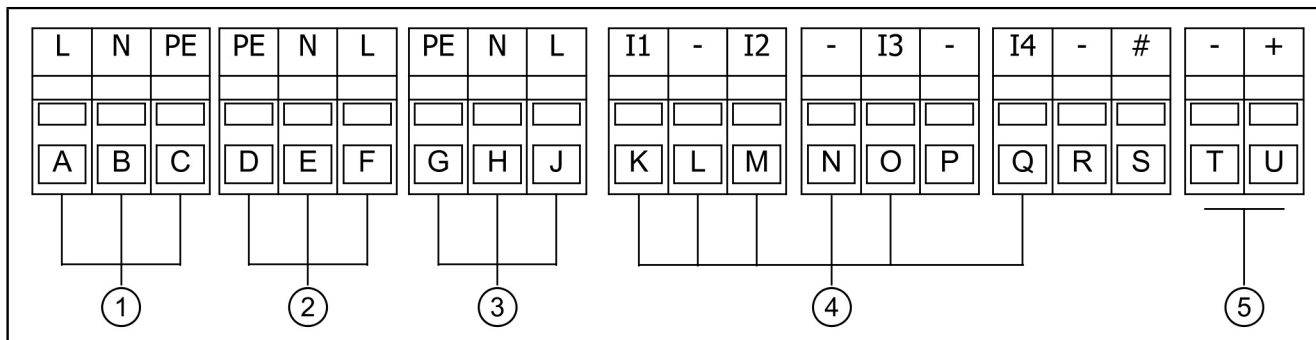 L N PE PE N L PE N L I1 - I2 - I3 - I4 - # - +
A B C D E F G H J K L M N O P Q R S T U
1 2 3 4 5